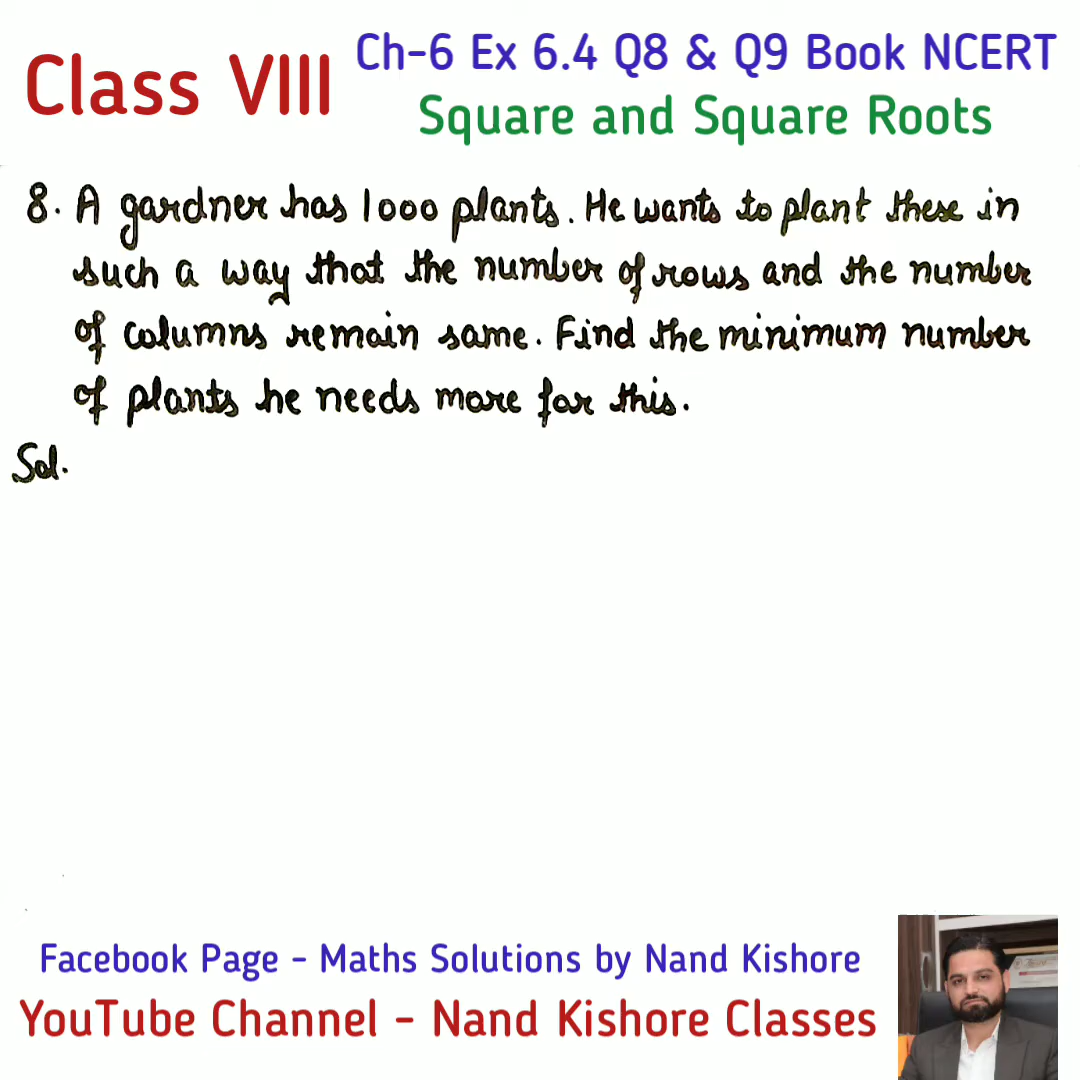 Class VIII
Ch-6 Ex 6.4 Q8 & Q9 Book NCERT
Square and Square Roots
8. A gardner has 1000 plants. He wants to plant these in
such a way that the number of rows and the number
of columns remain same. Find the minimum number
of plants he needs more for this.
Sol.
Facebook Page - Maths Solutions by Nand Kishore
YouTube Channel - Nand Kishore Classes